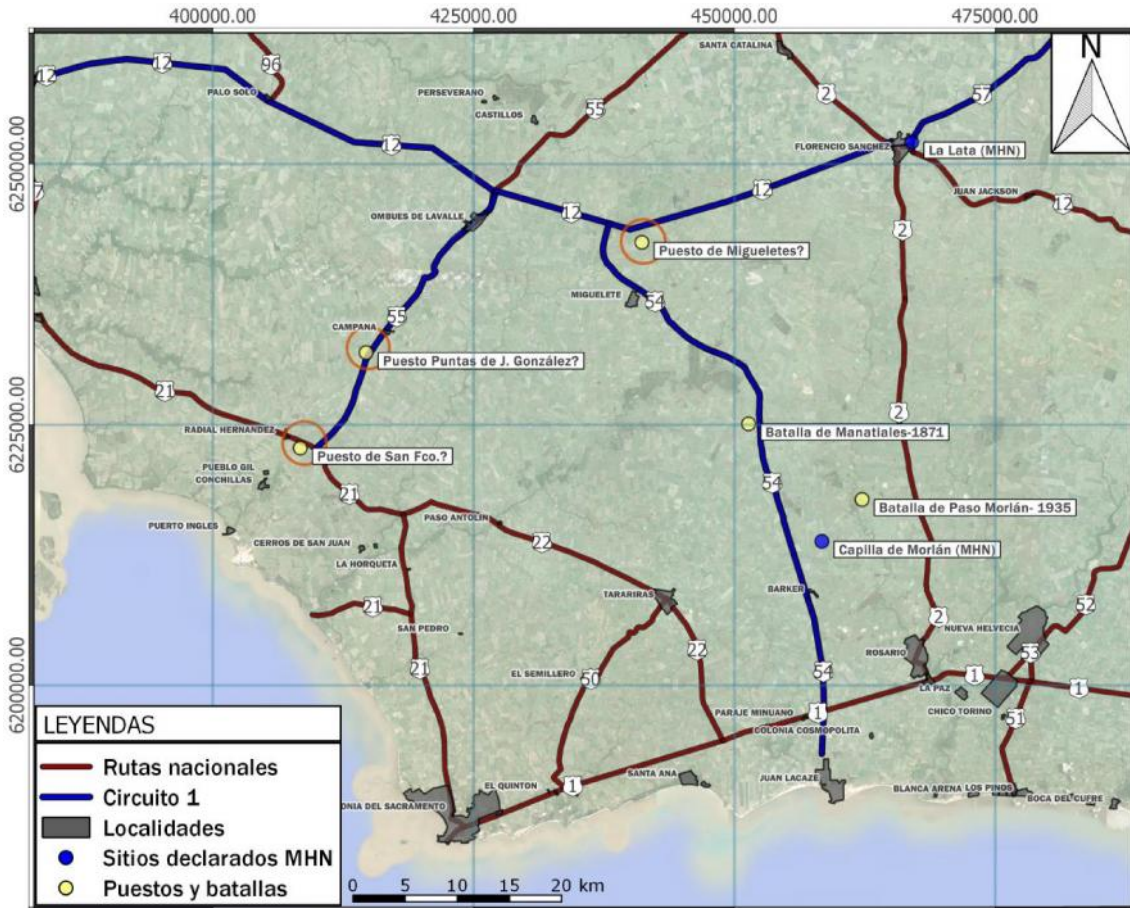 400000.00 425000.00 450000.00 475000.00
SANTA CATALINA
N
96
12
12
12
57
PALO SOLO
PERSEVERANO
CASTILLOS
55
2
6250000.00
12
FLORENCIO SANCHEZ
La Lata (MHN)
JUAN JACKSON
12
12
12
OMBUES DE LAVALLE
2
Puesto de Migueletes?
MIGUELETE
54
CAMPANA
55
Puesto Puntas de J. González?
21
2
6225000.00
RADIAL HERNANDEZ
Batalla de Manatiales-1871
Puesto de San Fco.?
PUEBLO GIL
CONCHILLAS
21
54
Batalla de Paso Morlán- 1935
PUERTO INGLES
PASO ANTOLIN
22
CERROS DE SAN JUAN
Capilla de Morlán (MHN)
LA HORQUETA
BARKER
TARARIRAS
21
52
2
SAN PEDRO
NUEVA HELVECIA
22
ROSARIO
53
21
EL SEMILLERO
50
54
1
1
6200000.00
LA PAZ
CHICO TORINO
PARAJE MINUANO
1
51
COLONIA COSMOPOLITA
SANTA ANA
JUAN LACAZE
EL QUINTON
1
BLANCA ARENA
LOS PINOS
BOCA DEL CUFRE
ONIA DEL SACRAMENTO
LEYENDAS
Rutas nacionales
Circuito 1
Localidades
Sitios declarados MHN
Puestos y batallas
0 5 10 15 20 km